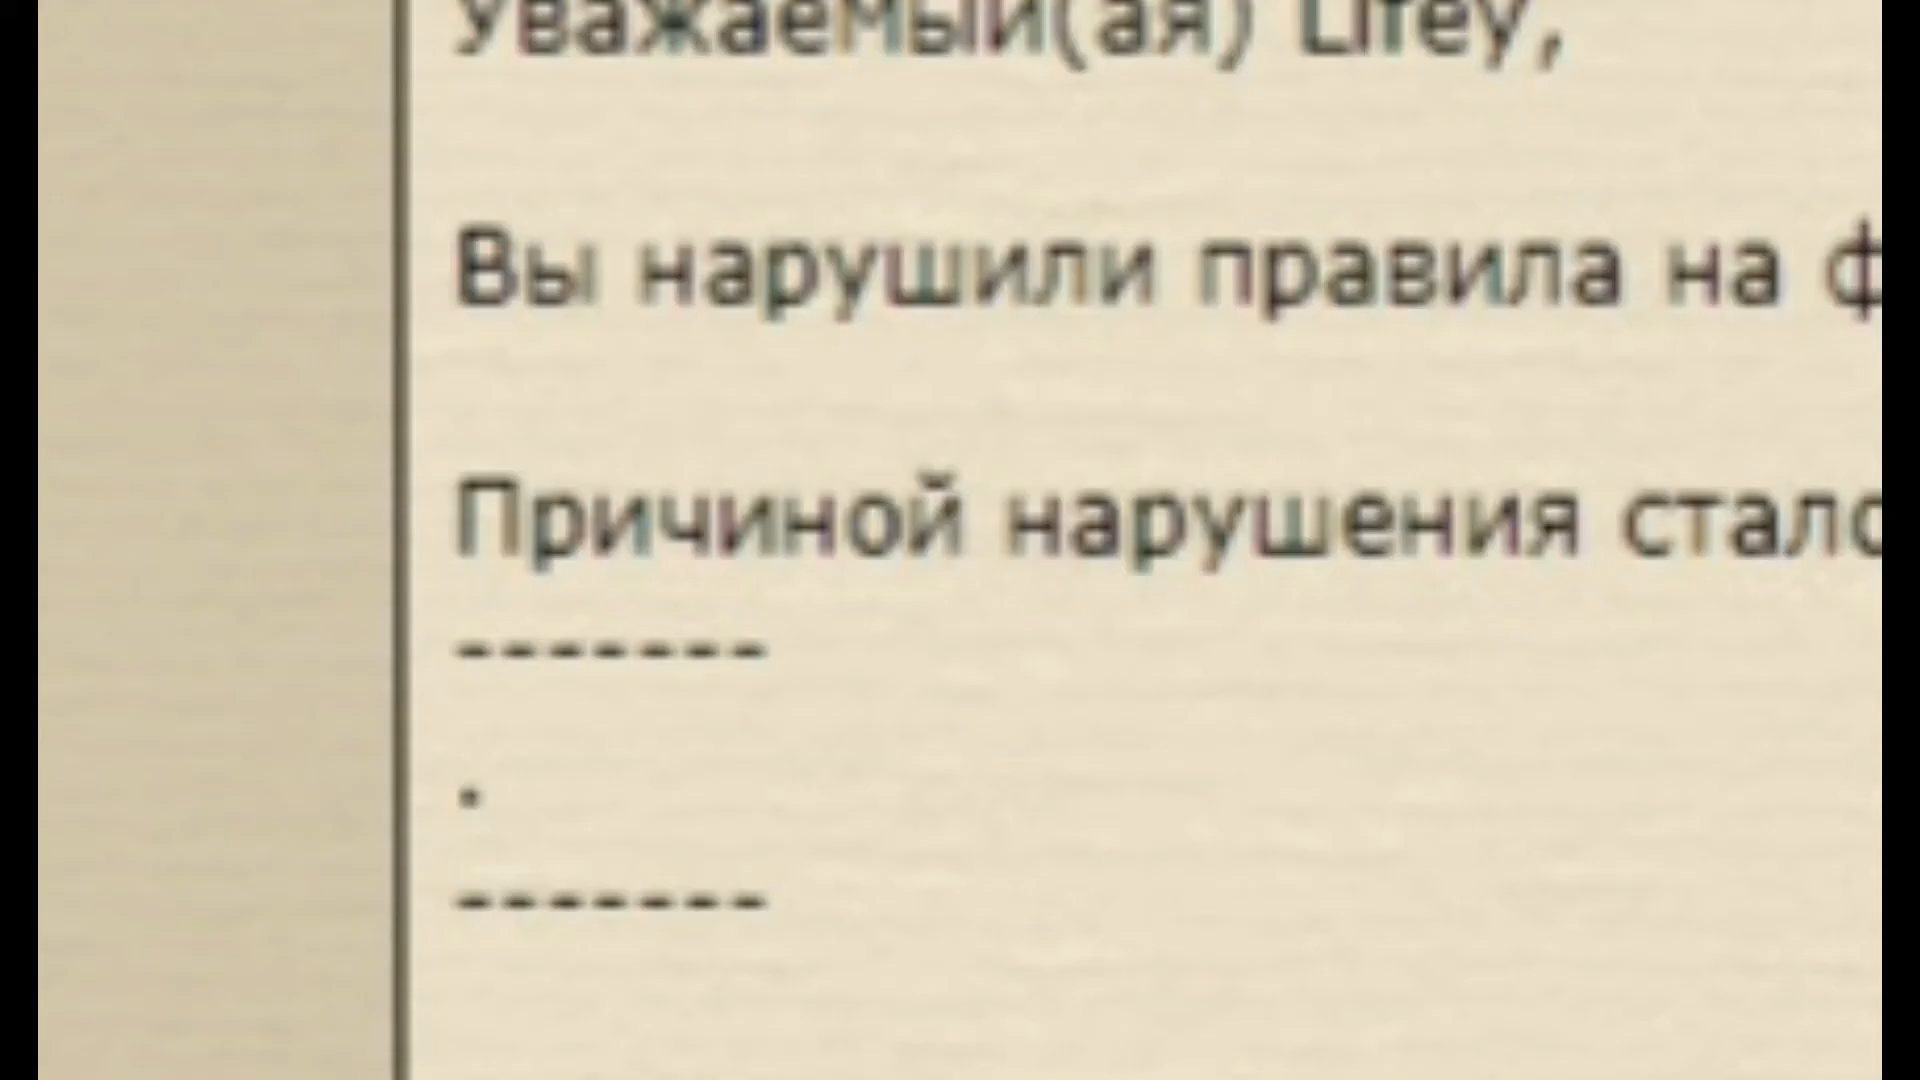 Уважаемый(ая) Lifey,
Вы нарушили правила на ф
Причиной нарушения стало
-------
.
-------